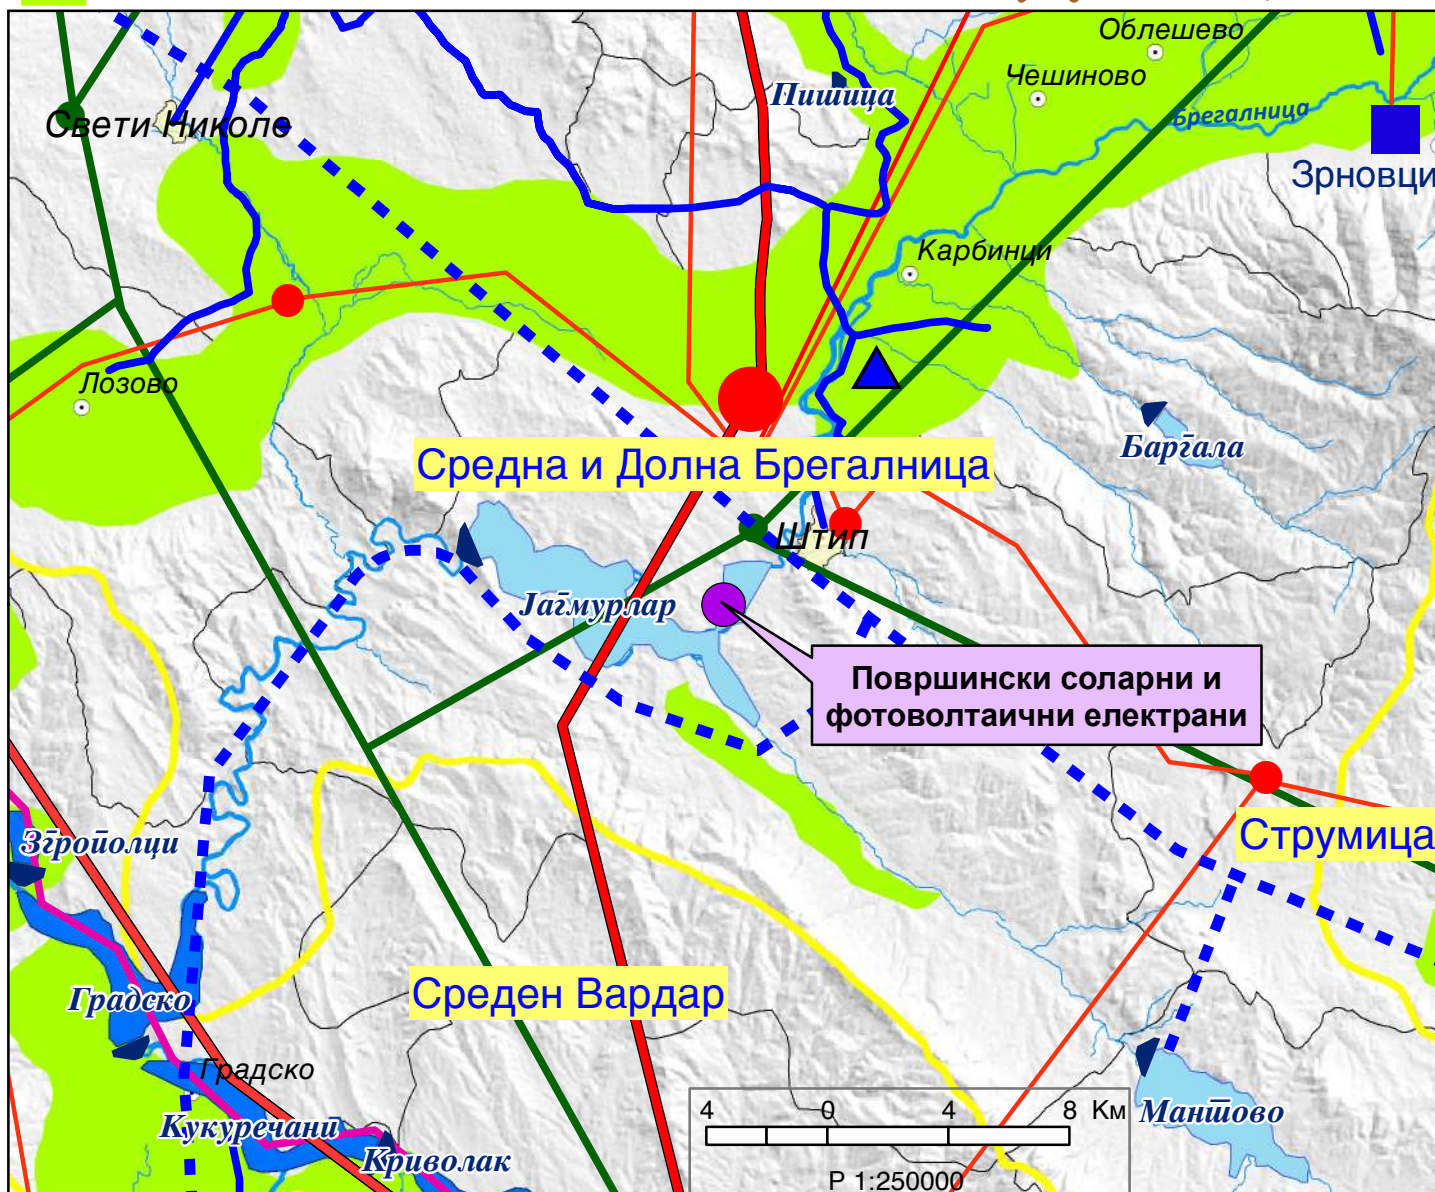 Облешево
Чешиново
Пишица
Брегалница
Свети Николе
Зрновци
Карбинци
Лозово
Баргала
Средна и Долна Брегалница
Штип
Јагмурлар
Површински соларни и
фотоволтаични електрани
Струмица
Згрополци
Градско
Среден Вардар
Градско
Кукуречани
Криволак
Мантово
4 0 4 8 Км
Р 1:250000